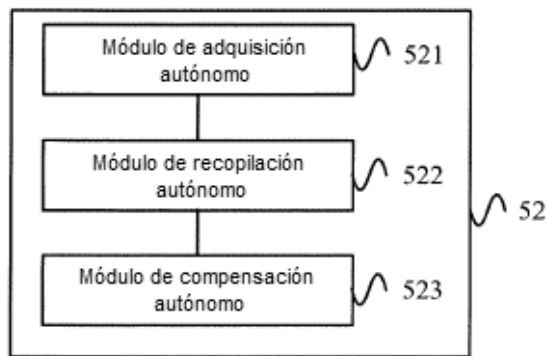 Módulo de adquisición
autónomo
521
Módulo de recopilación
autónomo
522
52
Módulo de compensación
autónomo
523